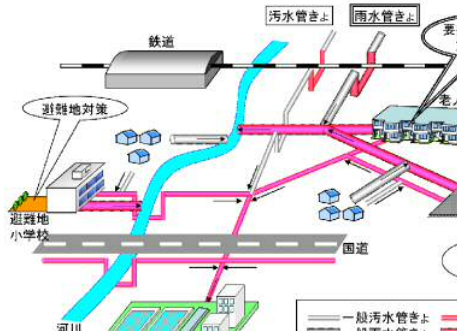 汚水管きょ
雨水管きょ
要
鉄道
老人
避難地対策
避難地
小学校
国道
河川
一般汚水管きょ